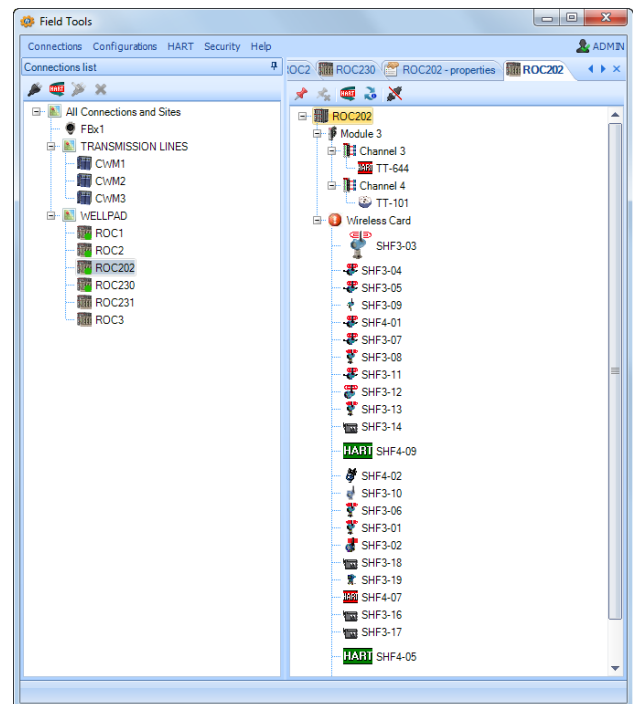 Field Tools
Connections Configurations HART Security Help
ADMIN
Connections list
All Connections and Sites
FBx1
TRANSMISSION LINES
CWM1
CWM2
CWM3
WELLPAD
ROC1
ROC2
ROC202
ROC230
ROC231
ROC3
ROC230 ROC202 - properties ROC202
ROC202
Module 3
Channel 3
HART TT-644
Channel 4
TT-101
Wireless Card
SHF3-03
SHF3-04
SHF3-05
SHF3-09
SHF4-01
SHF3-07
SHF3-08
SHF3-11
SHF3-12
SHF3-13
SHF3-14
HART SHF4-09
SHF4-02
SHF3-10
SHF3-06
SHF3-01
SHF3-02
SHF3-18
SHF3-19
HART SHF4-07
SHF3-16
SHF3-17
HART SHF4-05